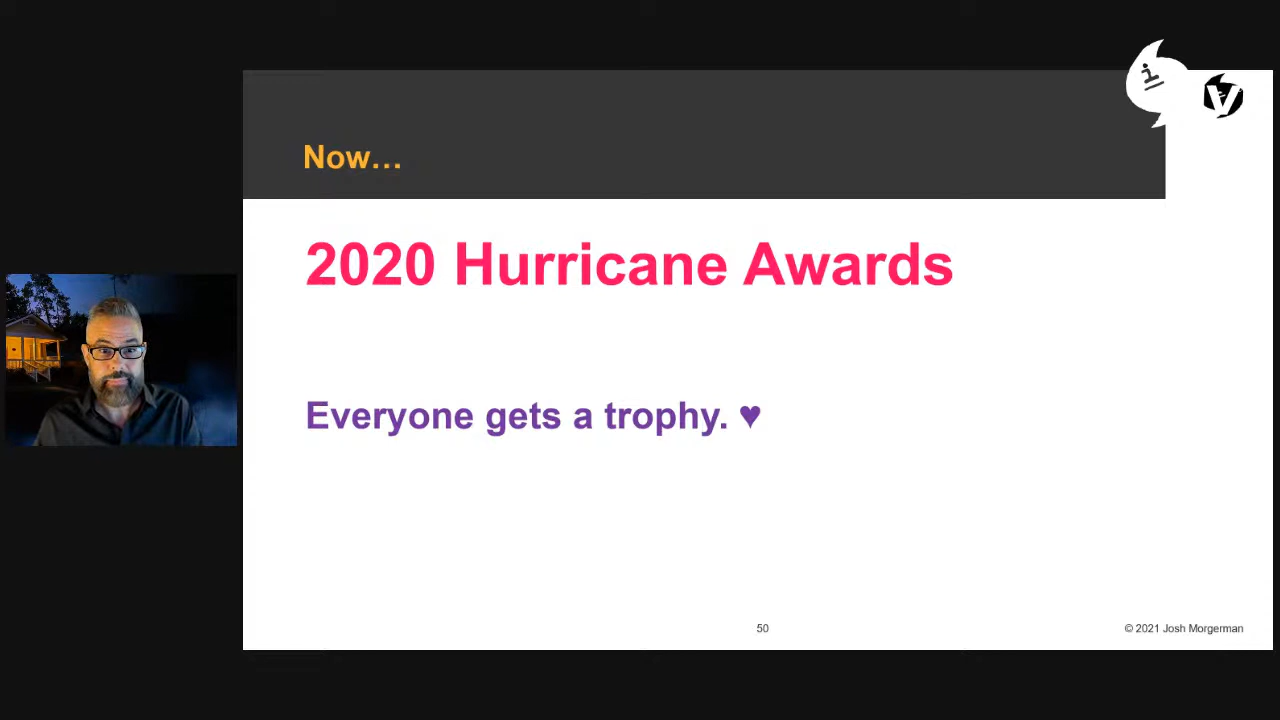 Now…
2020 Hurricane Awards
Everyone gets a trophy. ♥
50
© 2021 Josh Morgerman
i
V